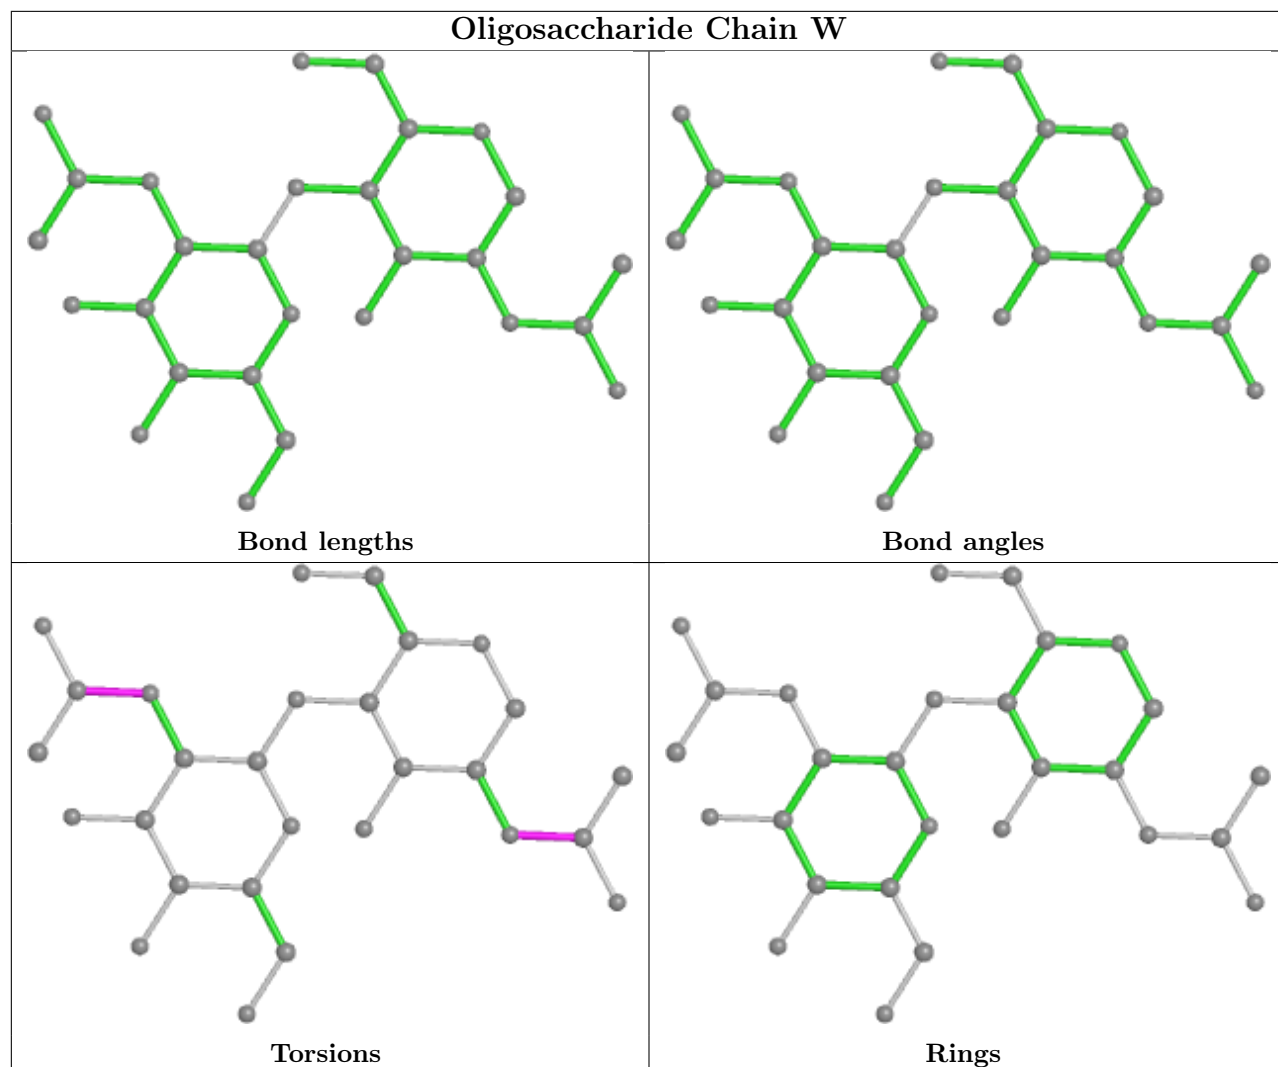 Oligosaccharide Chain W
Bond lengths
Bond angles
Torsions
Rings